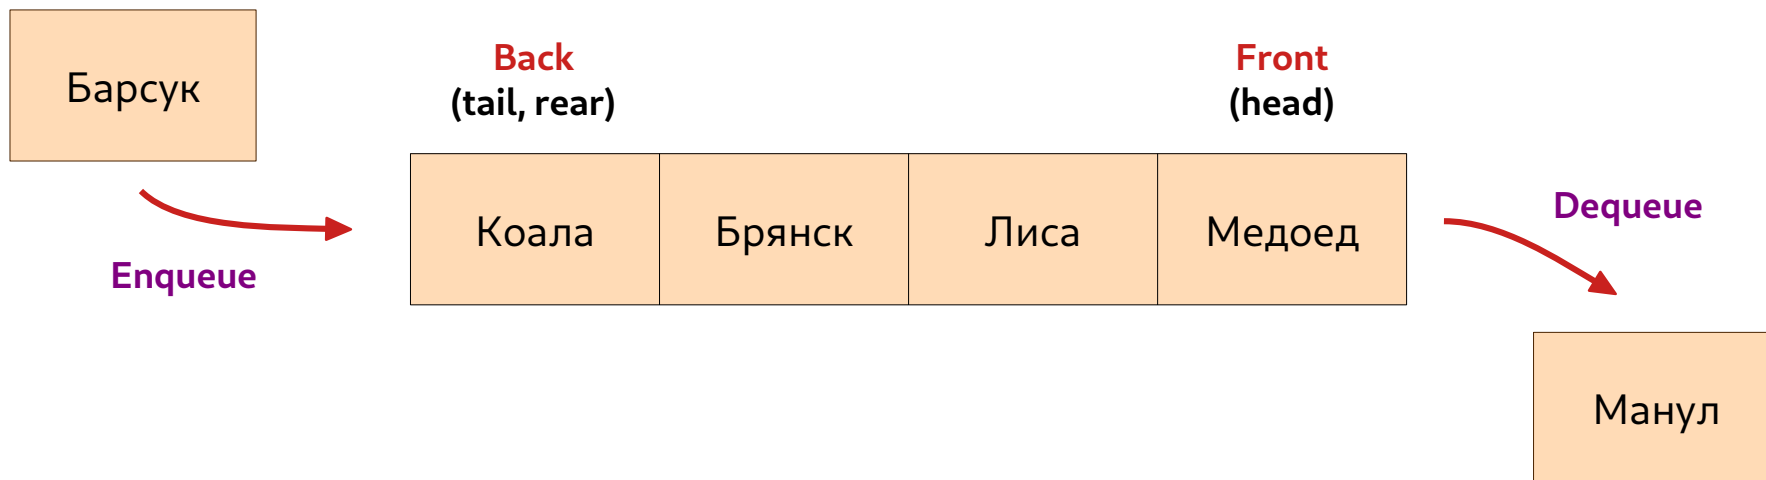 Барсук
Back
(tail, rear)
Front
(head)
Enqueue
Коала
Брянск
Лиса
Медоед
Dequeue
Манул